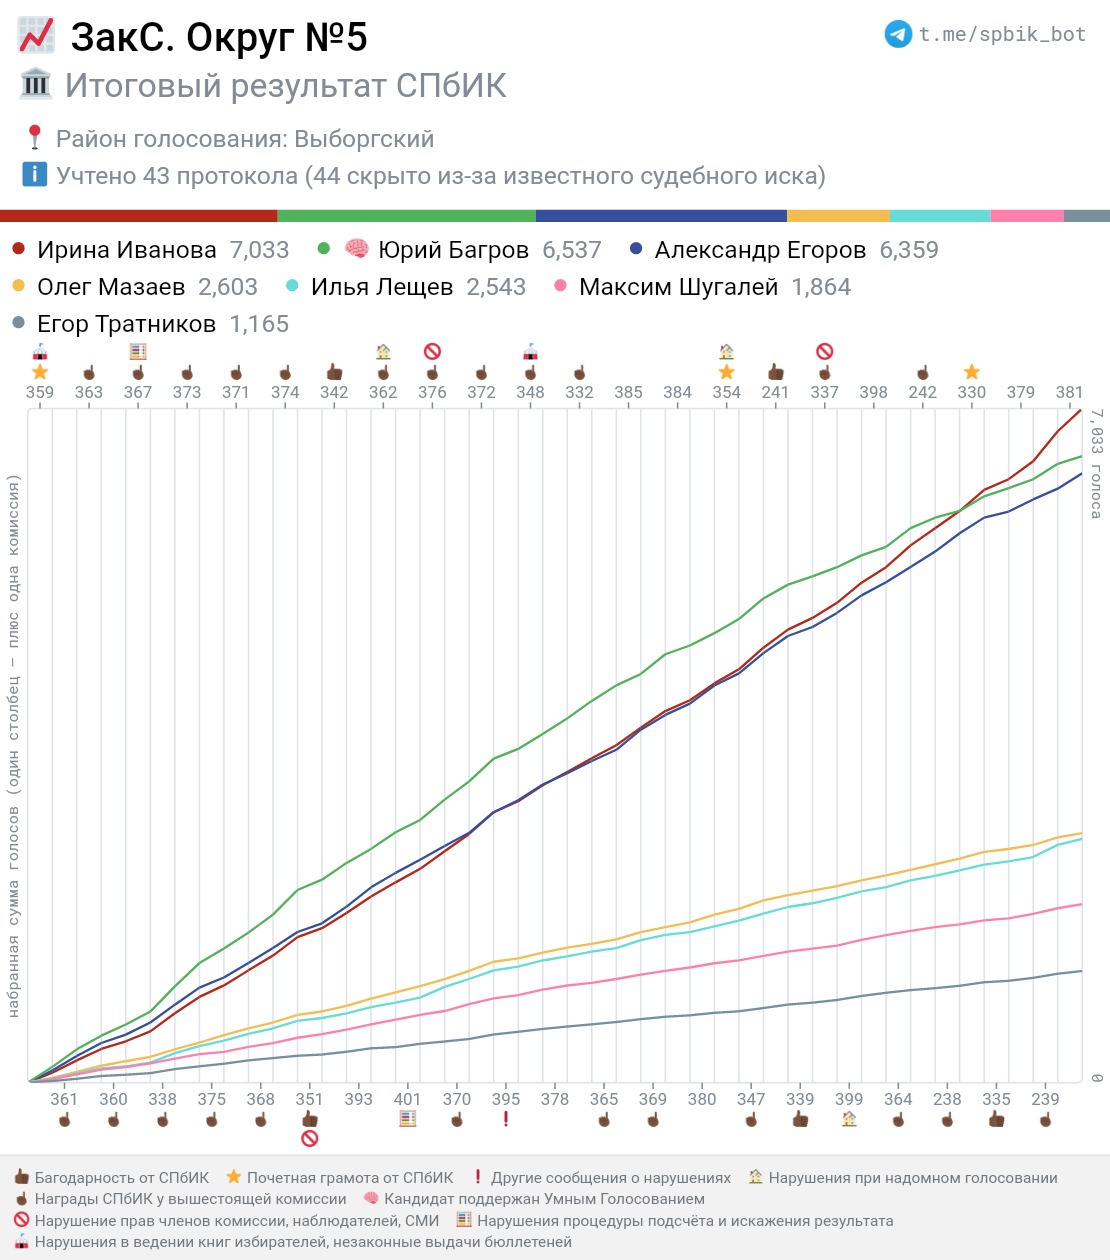 ЗакС. Округ №5
t.me/spbik_bot
Итоговый результат СПбИК
Район голосования: Выборгский
Учтено 43 протокола (44 скрыто из-за известного судебного иска)
Ирина Иванова 7,033 Юрий Багров 6,537 Александр Егоров 6,359
Олег Мазаев 2,603 Илья Лещев 2,543 Максим Шугалей 1,864
Егор Тратников 1,165
359 363 367 373 371 374 342 362 376 372 348 332 385 384 354 241 337 398 242 330 379 381
7,033 голоса
набранная сумма голосов (один столбец – плюс одна комиссия)
0
361 360 338 375 368 351 393 401 370 395 378 365 369 380 347 339 399 364 238 335 239
Багодарность от СПбИК Почетная грамота от СПбИК Другие сообщения о нарушениях Нарушения при надомном голосовании
Награды СПбИК у вышестоящей комиссии Кандидат поддержан Умным Голосованием
Нарушение прав членов комиссии, наблюдателей, СМИ Нарушения процедуры подсчёта и искажения результата
Нарушения в ведении книг избирателей, незаконные выдачи бюллетеней